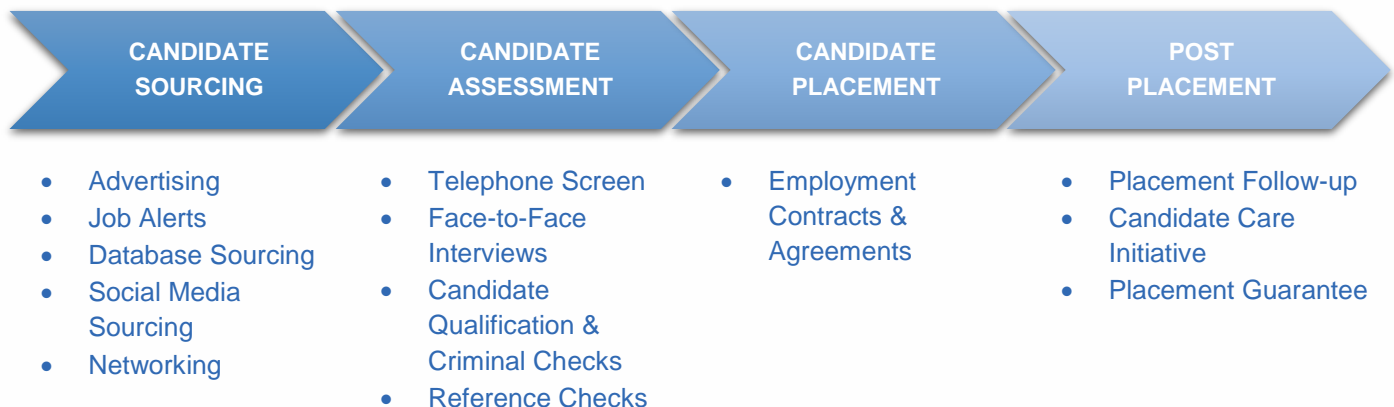 CANDIDATE
SOURCING
CANDIDATE
ASSESSMENT
CANDIDATE
PLACEMENT
POST
PLACEMENT
• Advertising
• Job Alerts
• Database Sourcing
• Social Media
Sourcing
• Networking
• Telephone Screen
• Face-to-Face
Interviews
• Candidate
Qualification &
Criminal Checks
• Reference Checks
• Employment
Contracts &
Agreements
• Placement Follow-up
• Candidate Care
Initiative
• Placement Guarantee